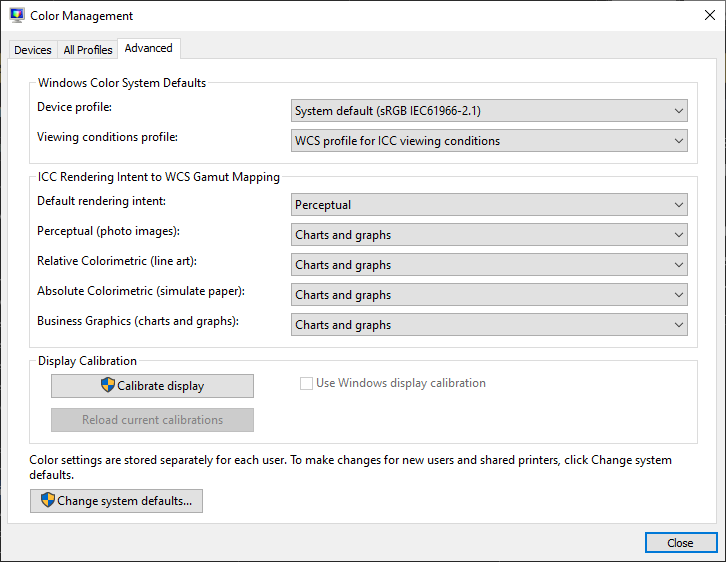 Color Management
Devices
All Profiles
Advanced
Windows Color System Defaults
Device profile:
System default (sRGB IEC61966-2.1)
Viewing conditions profile:
WCS profile for ICC viewing conditions
ICC Rendering Intent to WCS Gamut Mapping
Default rendering intent:
Perceptual
Perceptual (photo images):
Charts and graphs
Relative Colorimetric (line art):
Charts and graphs
Absolute Colorimetric (simulate paper):
Charts and graphs
Business Graphics (charts and graphs):
Charts and graphs
Display Calibration
Calibrate display
Use Windows display calibration
Reload current calibrations
Color settings are stored separately for each user. To make changes for new users and shared printers, click Change system
defaults.
Change system defaults...
Close